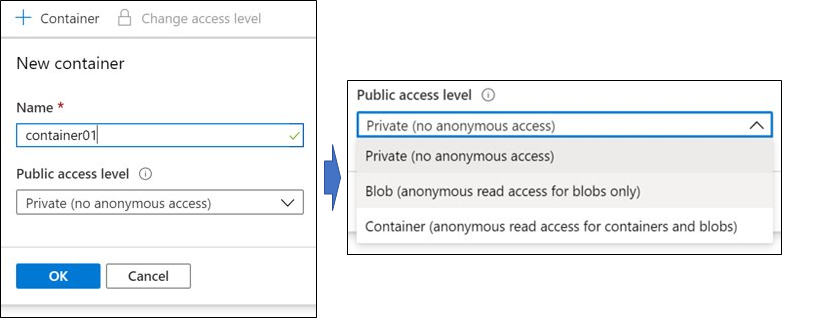 + Container Change access level
New container
Name *
container01
Public access level
Private (no anonymous access)
OK Cancel
Public access level
Private (no anonymous access)
Private (no anonymous access)
Blob (anonymous read access for blobs only)
Container (anonymous read access for containers and blobs)